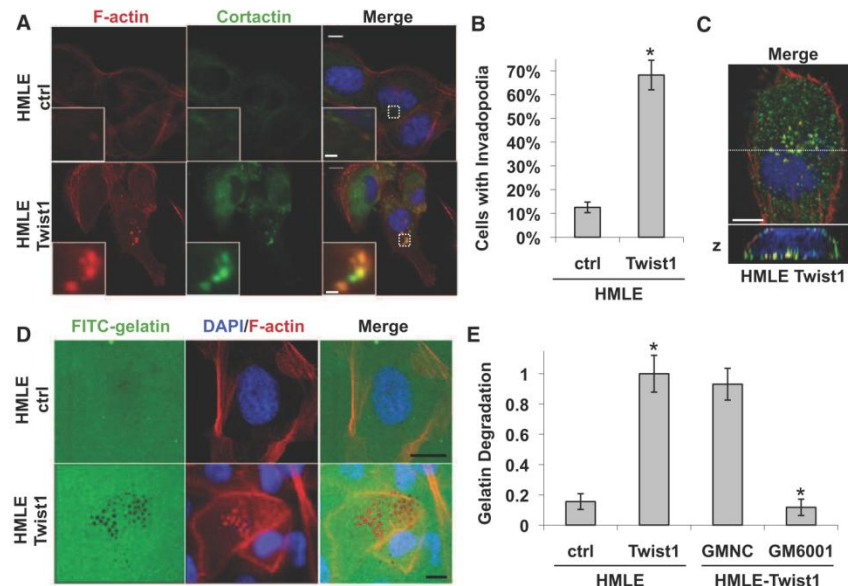 A
F-actin
Cortactin
Merge
HMLE
ctrl
HMLE
Twist1
B
Cells with Invadopodia
70%
60%
50%
40%
30%
20%
10%
0%
*
ctrl
Twist1
HMLE
C
Merge
z
HMLE Twist1
D
FITC-gelatin
DAPI/F-actin
Merge
HMLE
ctrl
HMLE
Twist1
E
Gelatin Degradation
1
0.8
0.6
0.4
0.2
0
*
*
ctrl
Twist1
GMNC
GM6001
HMLE
HMLE-Twist1